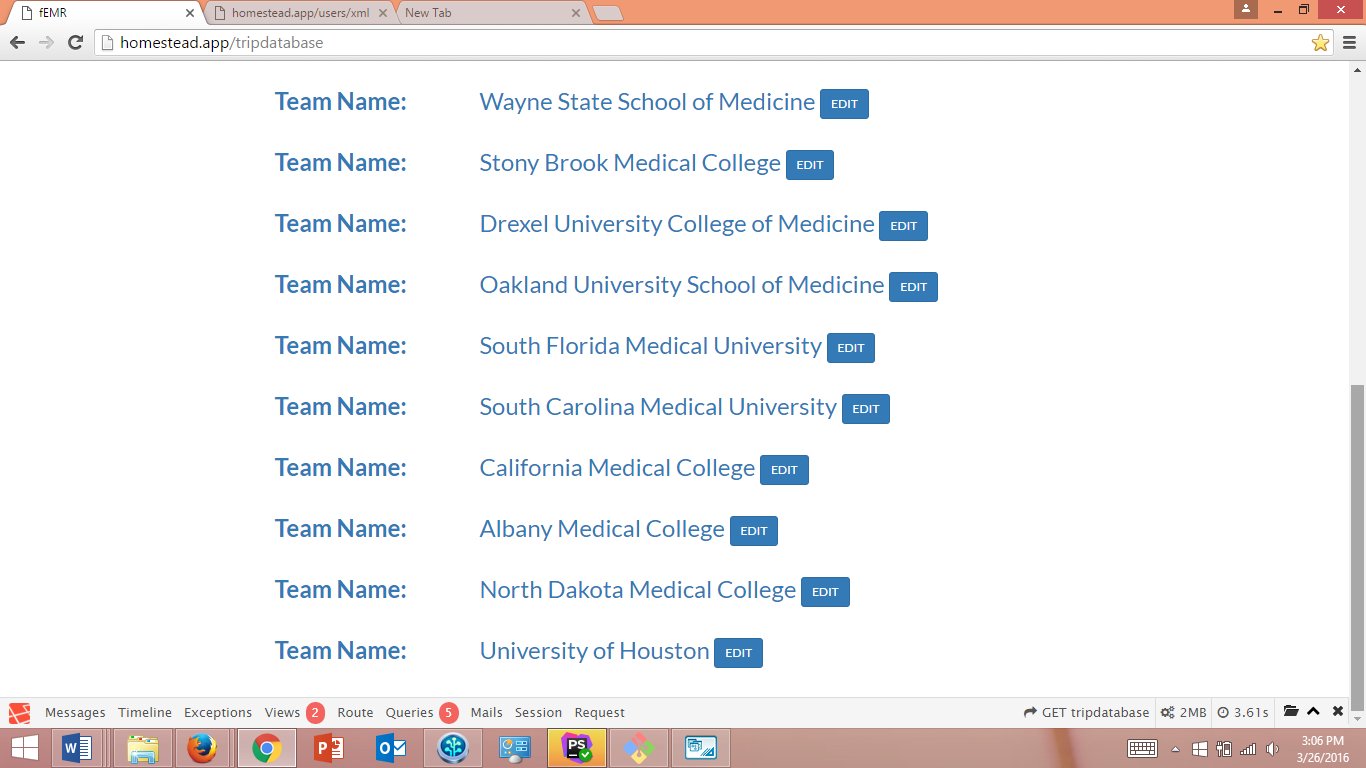 fEMR
homestead.app/users/xml
New Tab
homestead.app/tripdatabase
Team Name: Wayne State School of Medicine EDIT
Team Name: Stony Brook Medical College EDIT
Team Name: Drexel University College of Medicine EDIT
Team Name: Oakland University School of Medicine EDIT
Team Name: South Florida Medical University EDIT
Team Name: South Carolina Medical University EDIT
Team Name: California Medical College EDIT
Team Name: Albany Medical College EDIT
Team Name: North Dakota Medical College EDIT
Team Name: University of Houston EDIT
Messages Timeline Exceptions Views 2 Route Queries 5 Mails Session Request GET tripdatabase 2MB 3.61s
PS
3:06 PM
3/26/2016